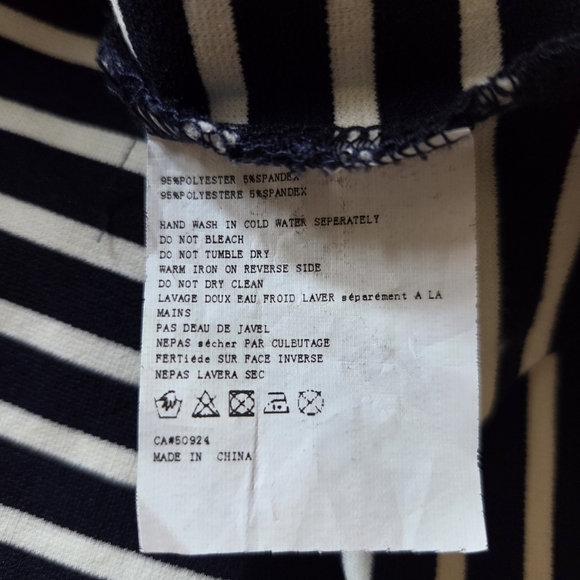 95%POLYESTER 5%SPANDEX
95%POLYESTERE 5%SPANDEX
HAND WASH IN COLD WATER SEPERATELY
DO NOT BLEACH
DO NOT TUMBLE DRY
WARM IRON ON REVERSE SIDE
DO NOT DRY CLEAN
LAVAGE DOUX EAU FROID LAVER séparément A LA
MAINS
PAS DEAU DE JAVEL
NEPAS sécher PAR CULBUTAGE
FERTiéde SUR FACE INVERSE
NEPAS LAVERA SEC
CA#50924
MADE IN CHINA